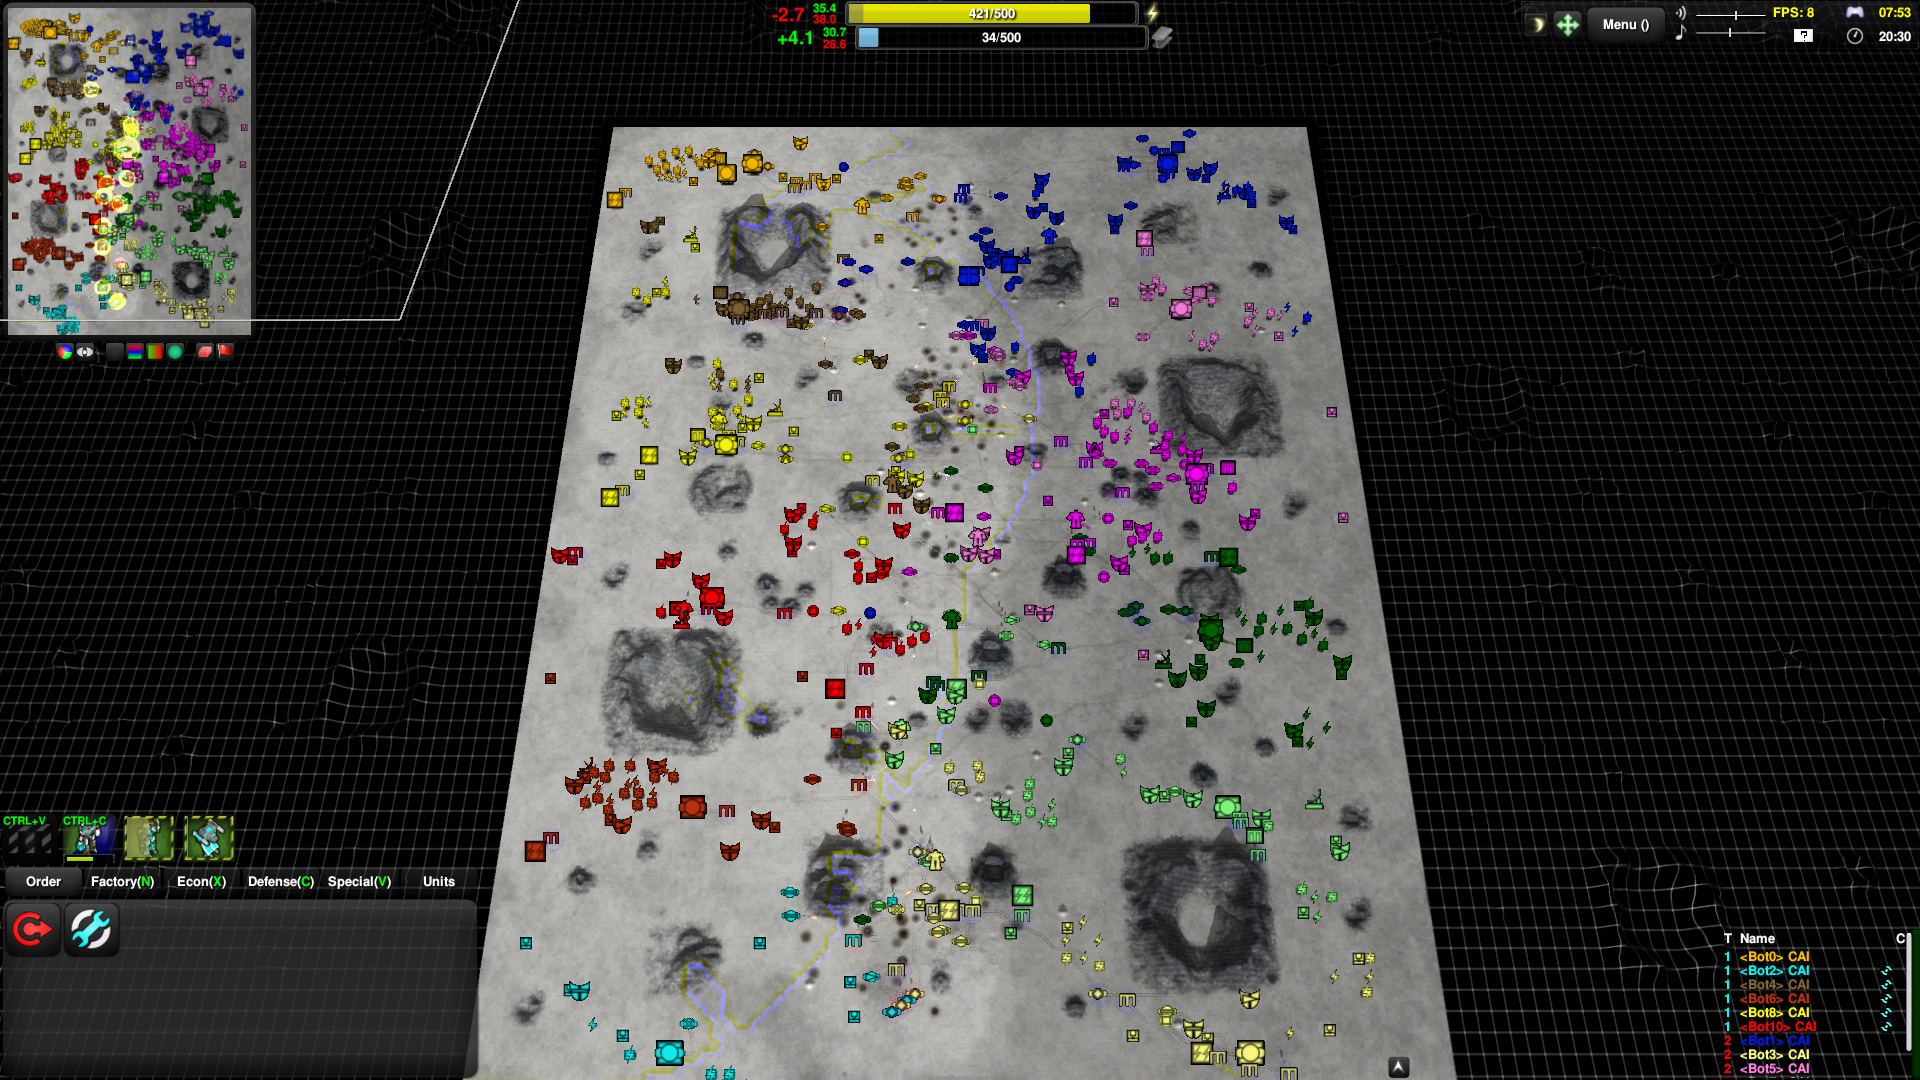 -2.7 35.4 38.0 421/500
+4.1 30.7 26.6 34/500
Menu ()
FPS: 8 07:53
? 20:30
CTRL+V CTRL+C
Order Factory(N) Econ(X) Defense(C) Special(V) Units
T Name C
1 <Bot0> CAI
1 <Bot2> CAI
1 <Bot4> CAI
1 <Bot6> CAI
1 <Bot8> CAI
1 <Bot10> CAI
2 <Bot1> CAI
2 <Bot3> CAI
2 <Bot5> CAI